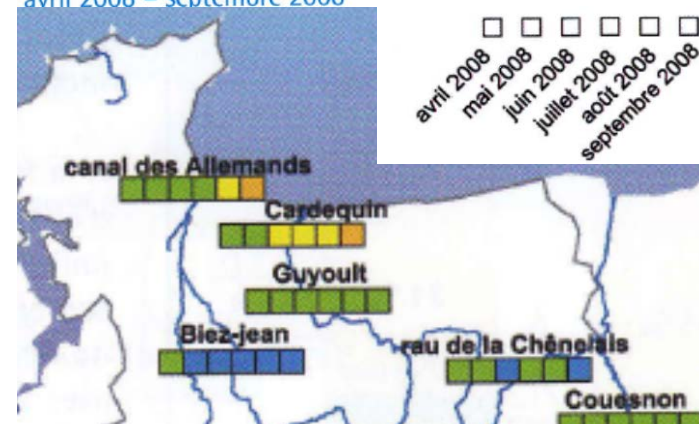 avril 2008 – septembre 2008
avril 2008
mai 2008
juin 2008
juillet 2008
août 2008
septembre 2008
canal des Allemands
Cardequin
Guyoult
Biez-jean
rau de la Chênelais
Couesnon